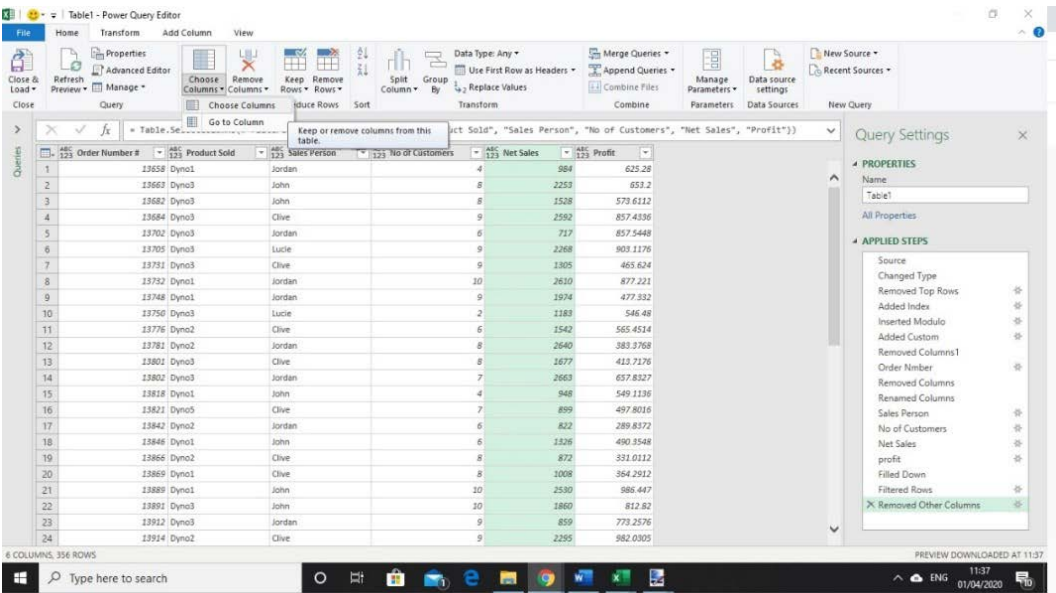 Table1 - Power Query Editor
File Home Transform Add Column View
Close & Load Refresh Preview Properties Advanced Editor Manage Choose Columns Remove Columns Keep Rows Remove Rows Split Column Group By Data Type: Any Use First Row as Headers Replace Values Merge Queries Append Queries Combine Files Manage Parameters Data source settings New Source Recent Sources
Close Query duce Rows Sort Transform Combine Parameters Data Sources New Query
Choose Columns
Go to Column
Keep or remove columns from this table.
fx = Table.Se uct Sold", "Sales Person", "No of Customers", "Net Sales", "Profit"})
Queries
ABC 123 Order Number # ABC 123 Product Sold ABC 123 Sales Person ABC 123 No of Customers ABC 123 Net Sales ABC 123 Profit
1 13658 Dyno1 Jordan 4 984 625.28
2 13663 Dyno3 John 8 2253 653.2
3 13682 Dyno3 John 8 1528 573.6112
4 13684 Dyno3 Clive 9 2592 857.4336
5 13702 Dyno3 Jordan 6 717 857.5448
6 13705 Dyno3 Lucie 9 2268 903.1176
7 13731 Dyno3 Clive 9 1305 465.624
8 13732 Dyno1 Jordan 10 2610 877.221
9 13748 Dyno1 Jordan 9 1974 477.332
10 13750 Dyno3 Lucie 2 1183 546.48
11 13776 Dyno2 Clive 6 1542 565.4514
12 13781 Dyno2 Jordan 8 2640 383.3768
13 13801 Dyno3 Clive 8 1677 413.7176
14 13802 Dyno3 Jordan 7 2663 657.8327
15 13818 Dyno1 John 4 948 549.1136
16 13821 Dyno5 Clive 7 899 497.8016
17 13842 Dyno2 Jordan 6 822 289.8372
18 13846 Dyno1 John 6 1326 490.3548
19 13866 Dyno2 Clive 8 872 331.0112
20 13869 Dyno1 Clive 8 1008 364.2912
21 13889 Dyno1 John 10 2530 986.447
22 13891 Dyno3 John 10 1860 812.82
23 13912 Dyno3 Jordan 9 859 773.2576
24 13914 Dyno2 Clive 9 2295 982.0305
Query Settings
PROPERTIES
Name
Table1
All Properties
APPLIED STEPS
Source
Changed Type
Removed Top Rows
Added Index
Inserted Modulo
Added Custom
Removed Columns1
Order Nmber
Removed Columns
Renamed Columns
Sales Person
No of Customers
Net Sales
profit
Filled Down
Filtered Rows
Removed Other Columns
6 COLUMNS, 356 ROWS PREVIEW DOWNLOADED AT 11:37
Type here to search
ENG 11:37
01/04/2020